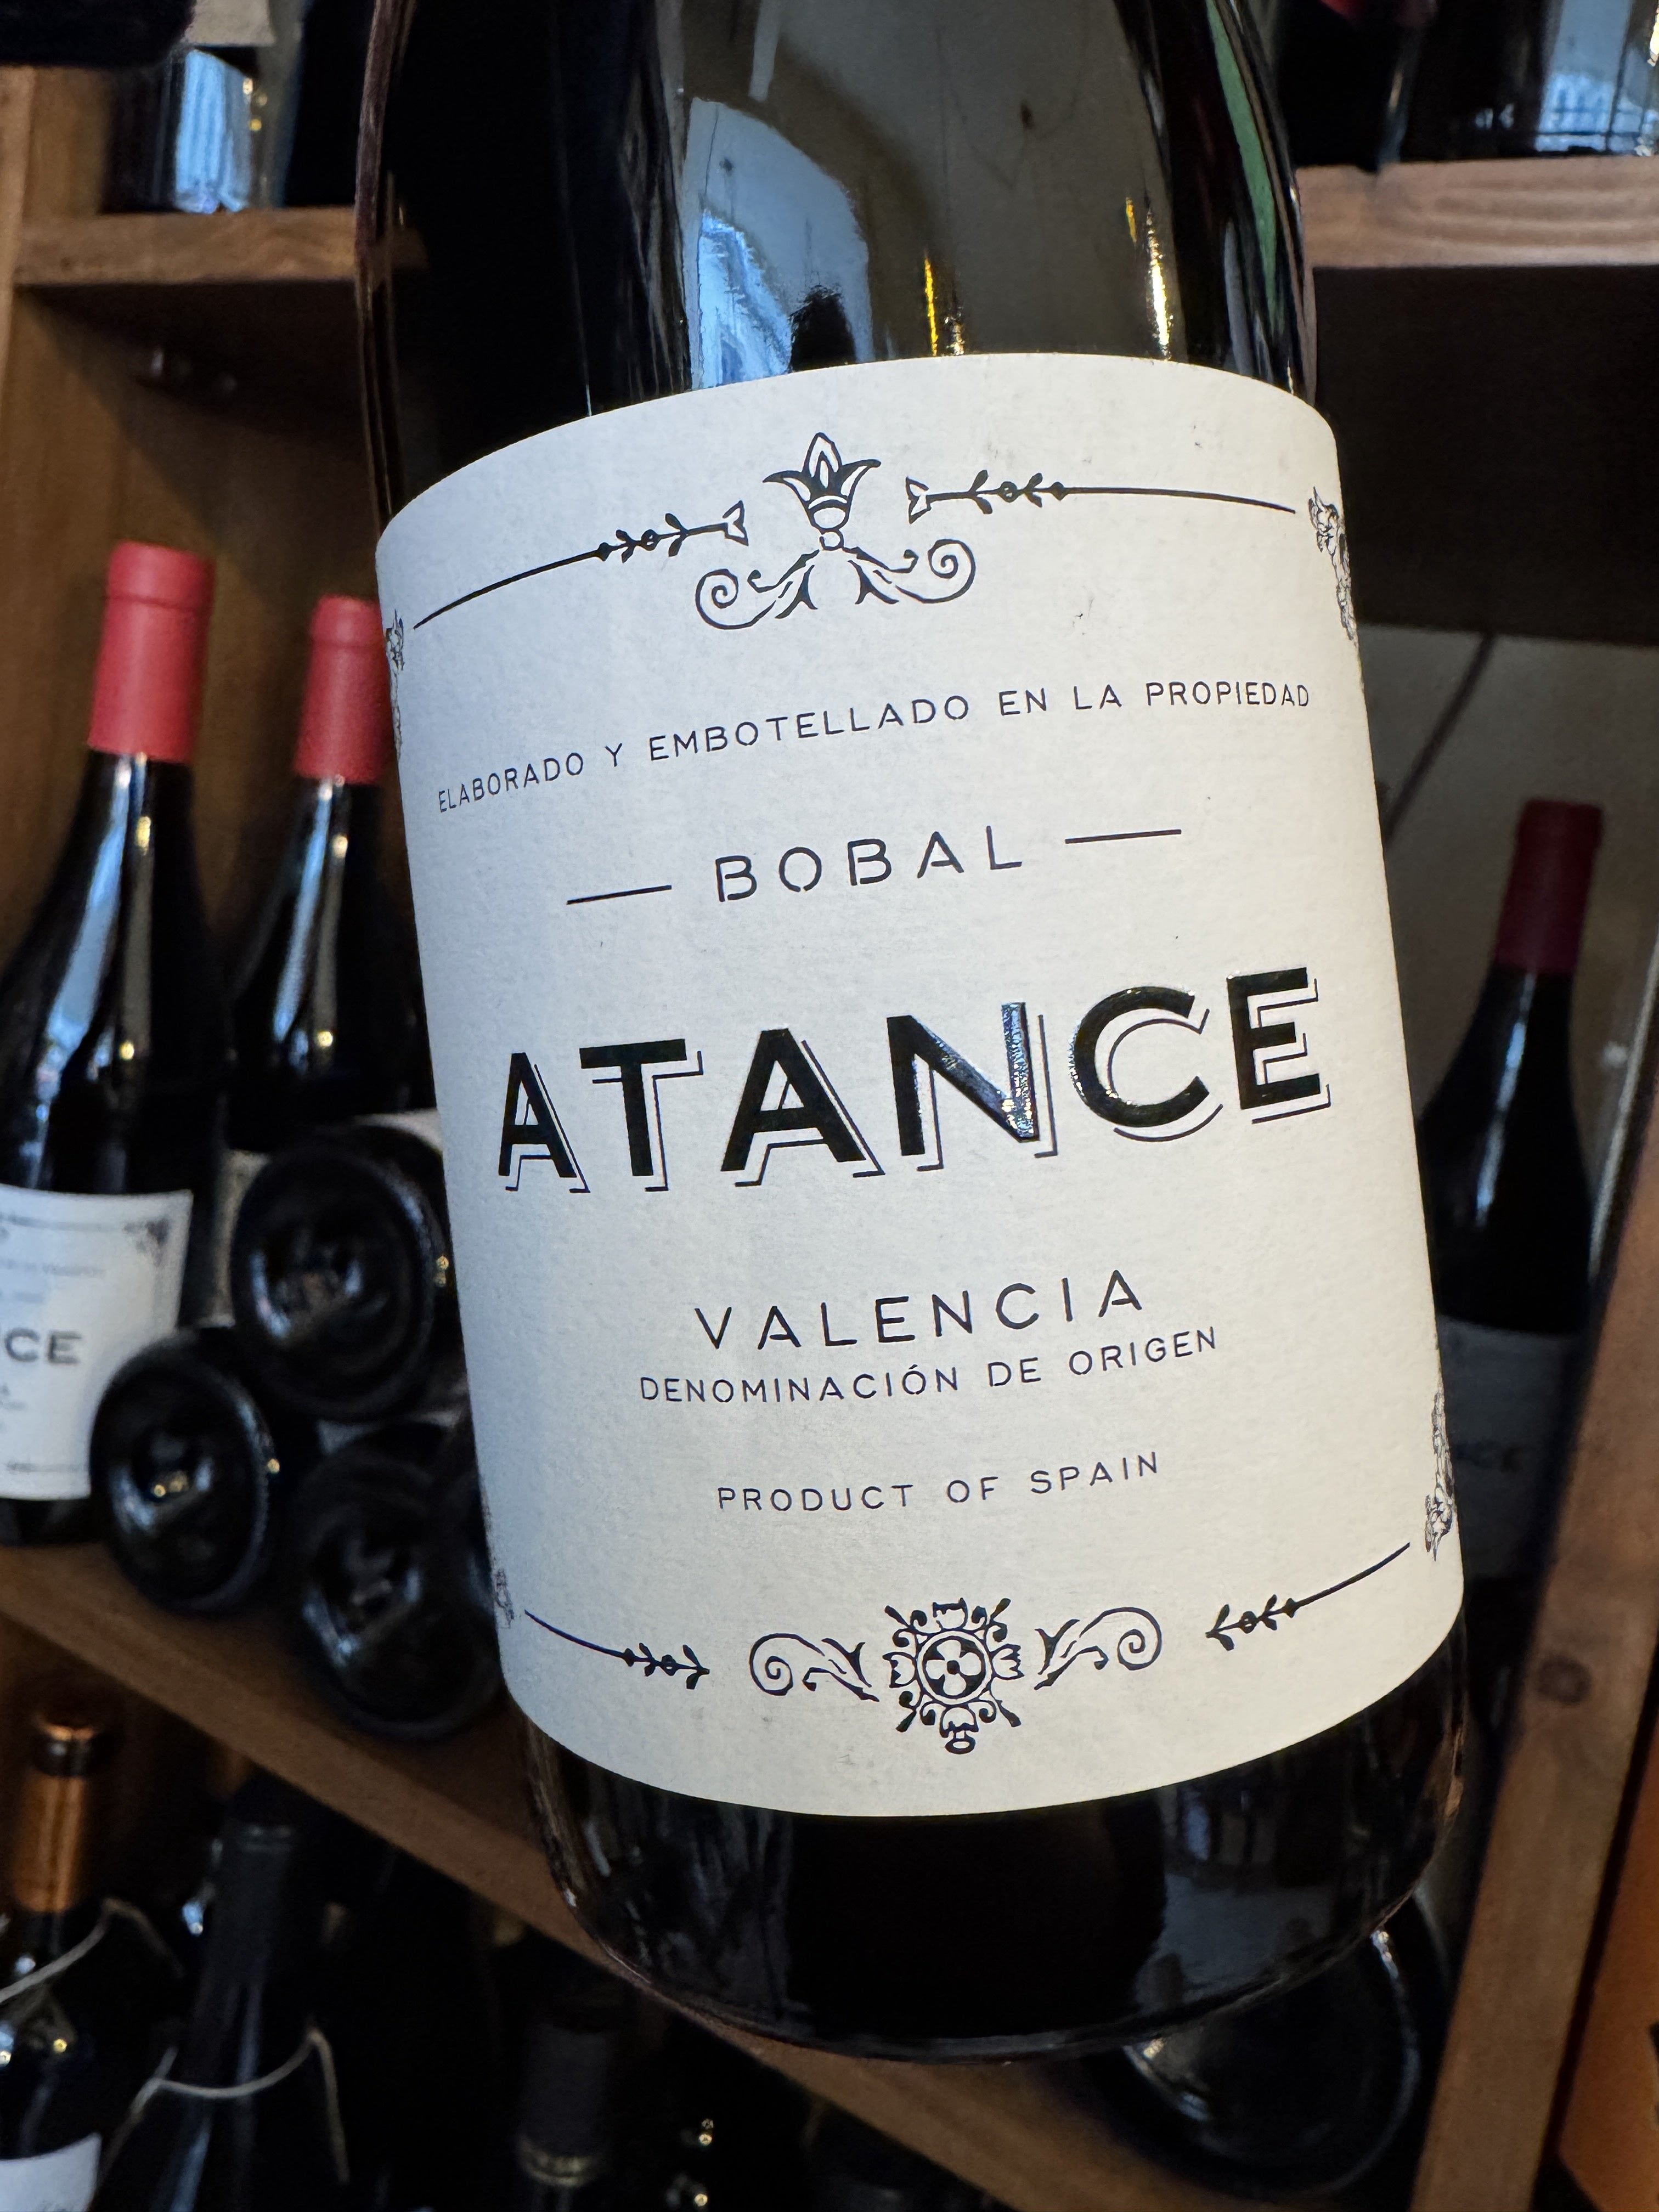 ELABORADO Y EMBOTELLADO EN LA PROPIEDAD
BOBAL
ATANCE
VALENCIA
DENOMINACIÓN DE ORIGEN
PRODUCT OF SPAIN
CE